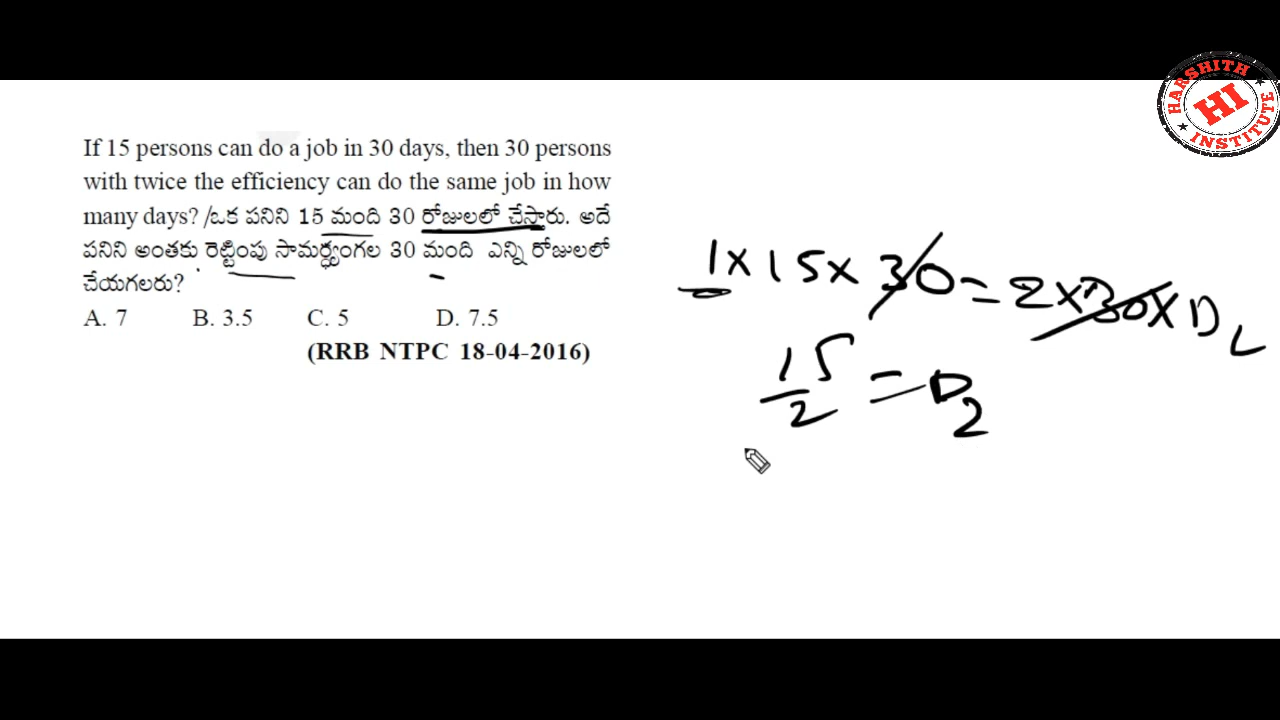 HARSHITH
HI
INSTITUTE
If 15 persons can do a job in 30 days, then 30 persons
with twice the efficiency can do the same job in how
many days? /ఒక పనిని 15 మంది 30 రోజులలో చేస్తారు. అదే
పనిని అంతకు రెట్టింపు సామర్థ్యంగల 30 మంది ఎన్ని రోజులలో
చేయగలరు?
A. 7 B. 3.5 C. 5 D. 7.5
(RRB NTPC 18-04-2016)
1 x 15 x 30 = 2 x 30 x D2
15/2 = D2